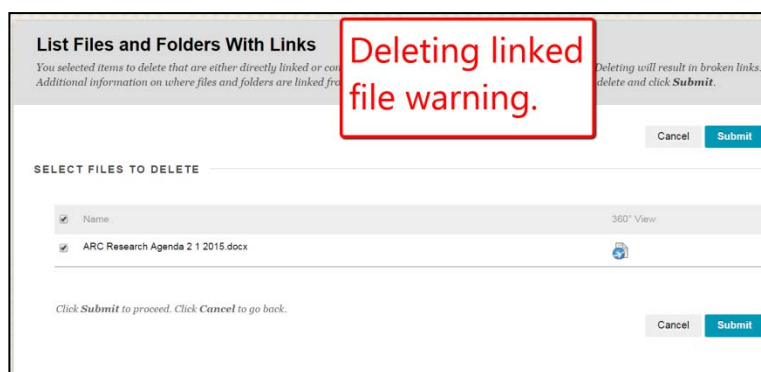 List Files and Folders With Links
Deleting linked
file warning.
You selected items to delete that are either directly linked or con Deleting will result in broken links.
Additional information on where files and folders are linked fro delete and click Submit.
Cancel Submit
SELECT FILES TO DELETE
Name 360° View
ARC Research Agenda 2 1 2015.docx
Click Submit to proceed. Click Cancel to go back.
Cancel Submit